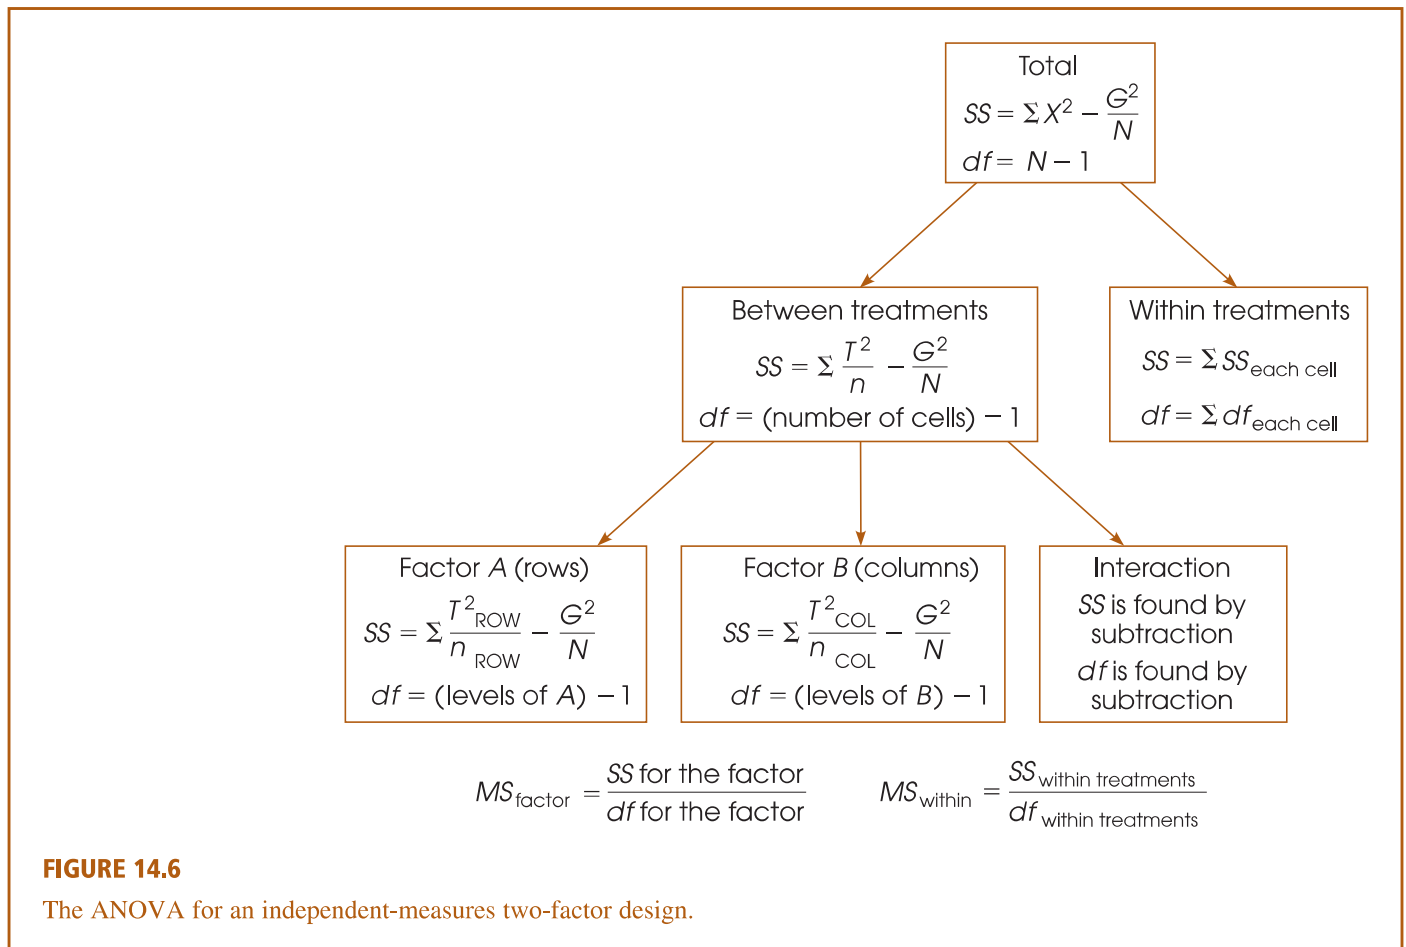 Total
SS = Σ X² − G²/N
df = N − 1
Between treatments
SS = Σ T²/n − G²/N
df = (number of cells) − 1
Within treatments
SS = Σ SS each cell
df = Σ df each cell
Factor A (rows)
SS = Σ T²ROW/n ROW − G²/N
df = (levels of A) − 1
Factor B (columns)
SS = Σ T²COL/n COL − G²/N
df = (levels of B) − 1
Interaction
SS is found by
subtraction
df is found by
subtraction
MS factor = SS for the factor/df for the factor
MS within = SS within treatments/df within treatments
FIGURE 14.6
The ANOVA for an independent-measures two-factor design.